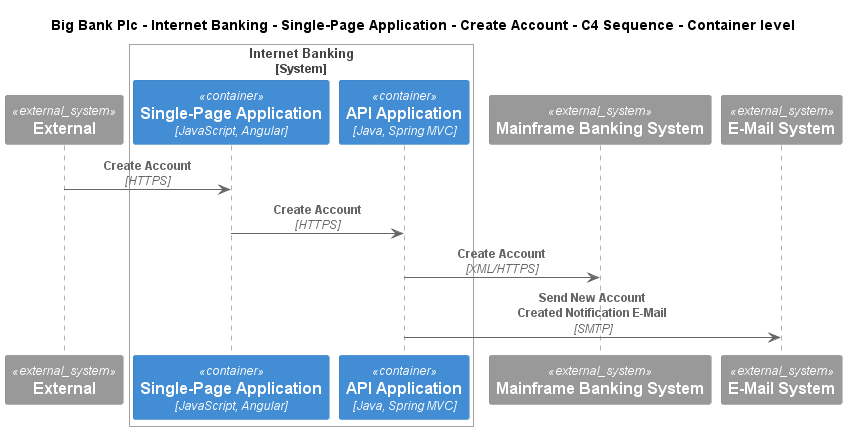 Big Bank Plc - Internet Banking - Single-Page Application - Create Account - C4 Sequence - Container level
Internet Banking
[System]
«external_system»
External
«container»
Single-Page Application
[JavaScript, Angular]
«container»
API Application
[Java, Spring MVC]
«external_system»
Mainframe Banking System
«external_system»
E-Mail System
Create Account
[HTTPS]
Create Account
[HTTPS]
Create Account
[XML/HTTPS]
Send New Account
Created Notification E-Mail
[SMTP]
«external_system»
External
«container»
Single-Page Application
[JavaScript, Angular]
«container»
API Application
[Java, Spring MVC]
«external_system»
Mainframe Banking System
«external_system»
E-Mail System